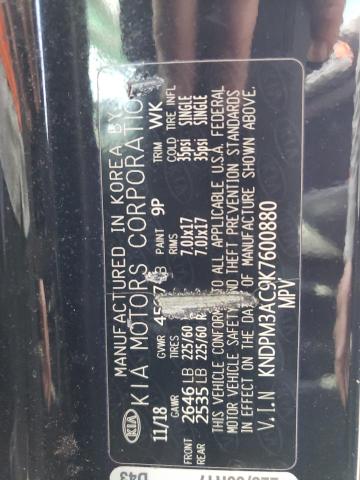 KIA
MANUFACTURED IN KOREA BY
KIA MOTORS CORPORATION
11/18 GVWR PAINT 9P TRIM WK
GAWR TIRES RIMS COLD TIRE INFL
FRONT 2646 LB 225/60 7.0Jx17 35psi SINGLE
REAR 2535 LB 225/60 7.0Jx17 35psi SINGLE
THIS VEHICLE CONFORMS TO ALL APPLICABLE U.S.A. FEDERAL
MOTOR VEHICLE SAFETY AND THEFT PREVENTION STANDARDS
IN EFFECT ON THE DATE OF MANUFACTURE SHOWN ABOVE.
V.I.N KNDPM3AC9K7600880
MPV
D43